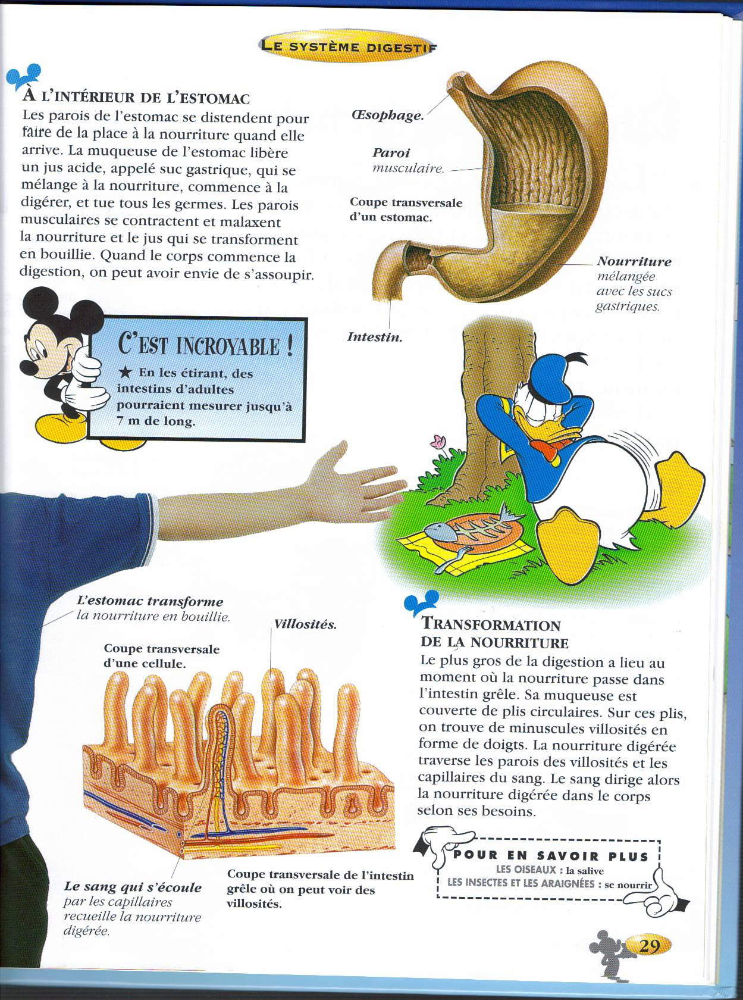 LE SYSTÈME DIGESTIF
À L'INTÉRIEUR DE L'ESTOMAC
Les parois de l'estomac se distendent pour
faire de la place à la nourriture quand elle
arrive. La muqueuse de l'estomac libère
un jus acide, appelé suc gastrique, qui se
mélange à la nourriture, commence à la
digérer, et tue tous les germes. Les parois
musculaires se contractent et malaxent
la nourriture et le jus qui se transforment
en bouillie. Quand le corps commence la
digestion, on peut avoir envie de s'assoupir.
Œsophage.
Paroi
musculaire.
Coupe transversale
d'un estomac.
Nourriture
mélangée
avec les sucs
gastriques.
Intestin.
C'EST INCROYABLE !
★ En les étirant, des
intestins d'adultes
pourraient mesurer jusqu'à
7 m de long.
L'estomac transforme
la nourriture en bouillie.
Villosités.
Coupe transversale
d'une cellule.
Le sang qui s'écoule
par les capillaires
recueille la nourriture
digérée.
Coupe transversale de l'intestin
grêle où on peut voir des
villosités.
TRANSFORMATION
DE LA NOURRITURE
Le plus gros de la digestion a lieu au
moment où la nourriture passe dans
l'intestin grêle. Sa muqueuse est
couverte de plis circulaires. Sur ces plis,
on trouve de minuscules villosités en
forme de doigts. La nourriture digérée
traverse les parois des villosités et les
capillaires du sang. Le sang dirige alors
la nourriture digérée dans le corps
selon ses besoins.
POUR EN SAVOIR PLUS
LES OISEAUX : la salive
LES INSECTES ET LES ARAIGNÉES : se nourrir
29